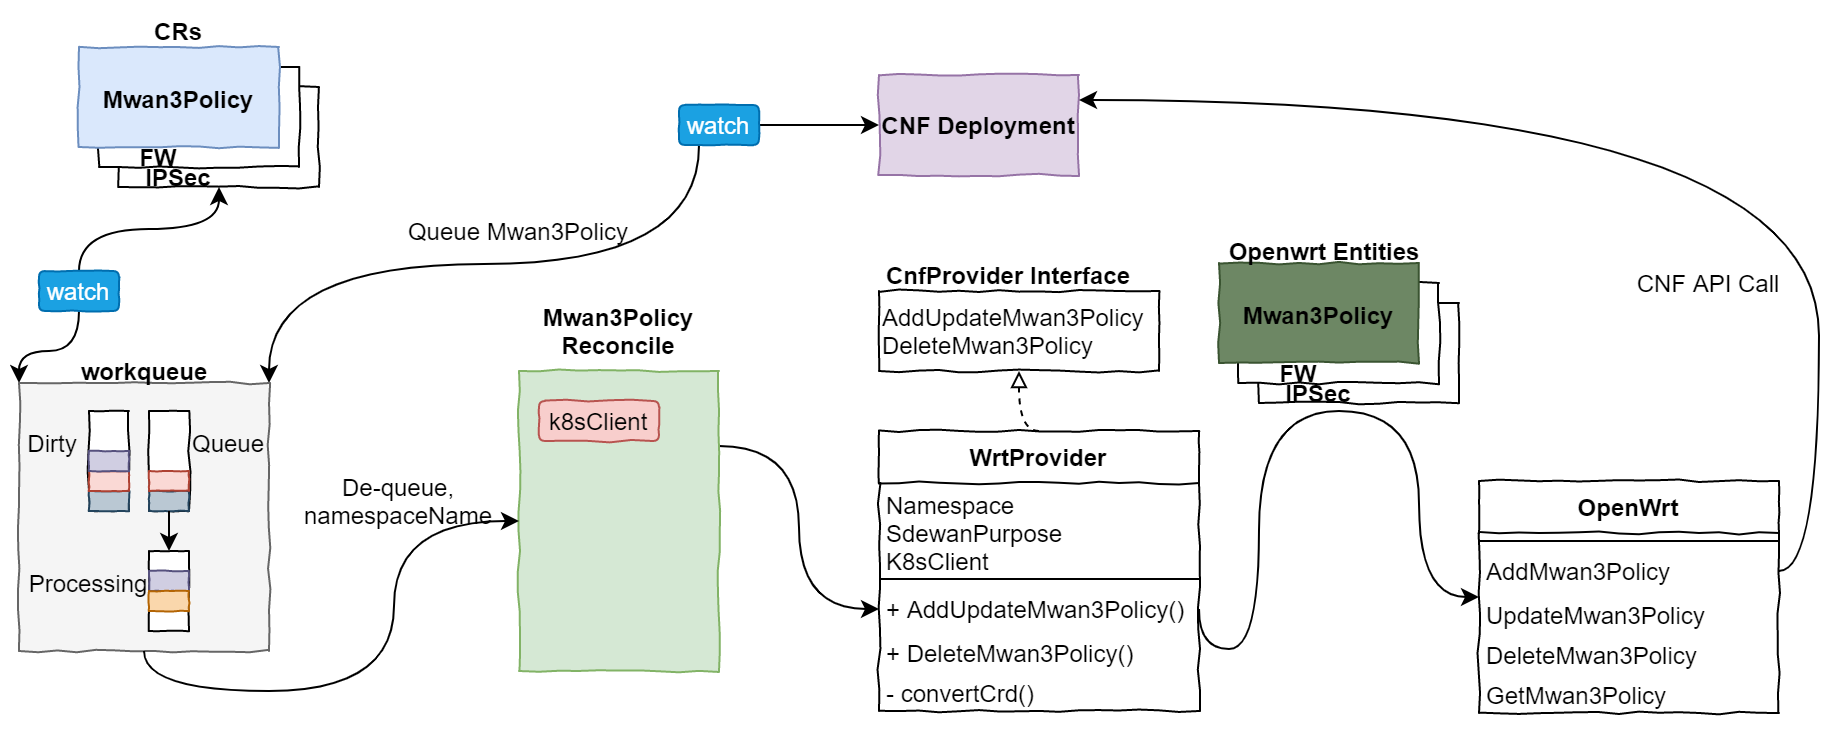 CRs
Mwan3Policy
FW
IPSec
watch
watch
CNF Deployment
Queue Mwan3Policy
workqueue
Dirty
Queue
Processing
De-queue,
namespaceName
Mwan3Policy
Reconcile
k8sClient
CnfProvider Interface
AddUpdateMwan3Policy
DeleteMwan3Policy
WrtProvider
Namespace
SdewanPurpose
K8sClient
+ AddUpdateMwan3Policy()
+ DeleteMwan3Policy()
- convertCrd()
Openwrt Entities
Mwan3Policy
FW
IPSec
CNF API Call
OpenWrt
AddMwan3Policy
UpdateMwan3Policy
DeleteMwan3Policy
GetMwan3Policy